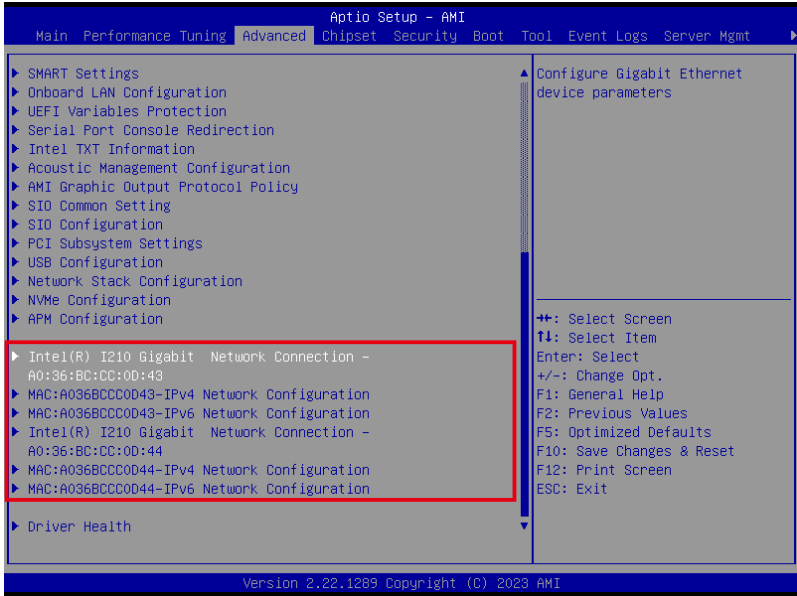 Aptio Setup – AMI
Main Performance Tuning Advanced Chipset Security Boot Tool Event Logs Server Mgmt
SMART Settings
Onboard LAN Configuration
UEFI Variables Protection
Serial Port Console Redirection
Intel TXT Information
Acoustic Management Configuration
AMI Graphic Output Protocol Policy
SIO Common Setting
SIO Configuration
PCI Subsystem Settings
USB Configuration
Network Stack Configuration
NVMe Configuration
APM Configuration
Intel(R) I210 Gigabit Network Connection –
A0:36:BC:CC:0D:43
MAC:A036BCCC0D43-IPv4 Network Configuration
MAC:A036BCCC0D43-IPv6 Network Configuration
Intel(R) I210 Gigabit Network Connection –
A0:36:BC:CC:0D:44
MAC:A036BCCC0D44-IPv4 Network Configuration
MAC:A036BCCC0D44-IPv6 Network Configuration
Driver Health
Configure Gigabit Ethernet
device parameters
→←: Select Screen
↑↓: Select Item
Enter: Select
+/-: Change Opt.
F1: General Help
F2: Previous Values
F5: Optimized Defaults
F10: Save Changes & Reset
F12: Print Screen
ESC: Exit
Version 2.22.1289 Copyright (C) 2023 AMI